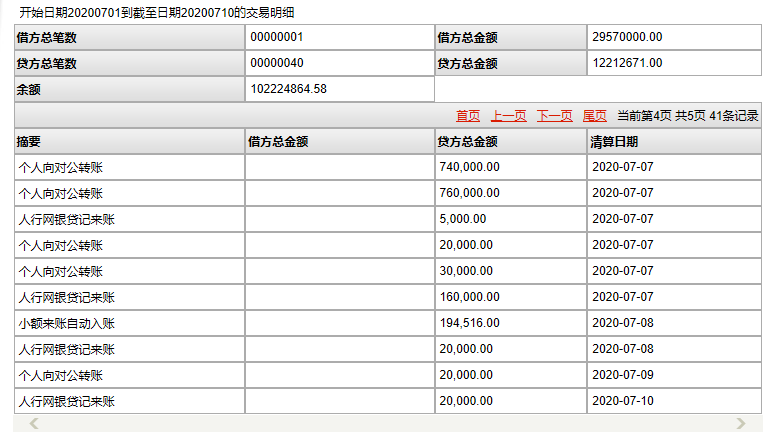 开始日期20200701到截至日期20200710的交易明细
借方总笔数 00000001 借方总金额 29570000.00
贷方总笔数 00000040 贷方总金额 12212671.00
余额 102224864.58
首页 上一页 下一页 尾页 当前第4页 共5页 41条记录
摘要 借方总金额 贷方总金额 清算日期
个人向对公转账 740,000.00 2020-07-07
个人向对公转账 760,000.00 2020-07-07
人行网银贷记来账 5,000.00 2020-07-07
个人向对公转账 20,000.00 2020-07-07
个人向对公转账 30,000.00 2020-07-07
人行网银贷记来账 160,000.00 2020-07-07
小额来账自动入账 194,516.00 2020-07-08
人行网银贷记来账 20,000.00 2020-07-08
个人向对公转账 20,000.00 2020-07-09
人行网银贷记来账 20,000.00 2020-07-10